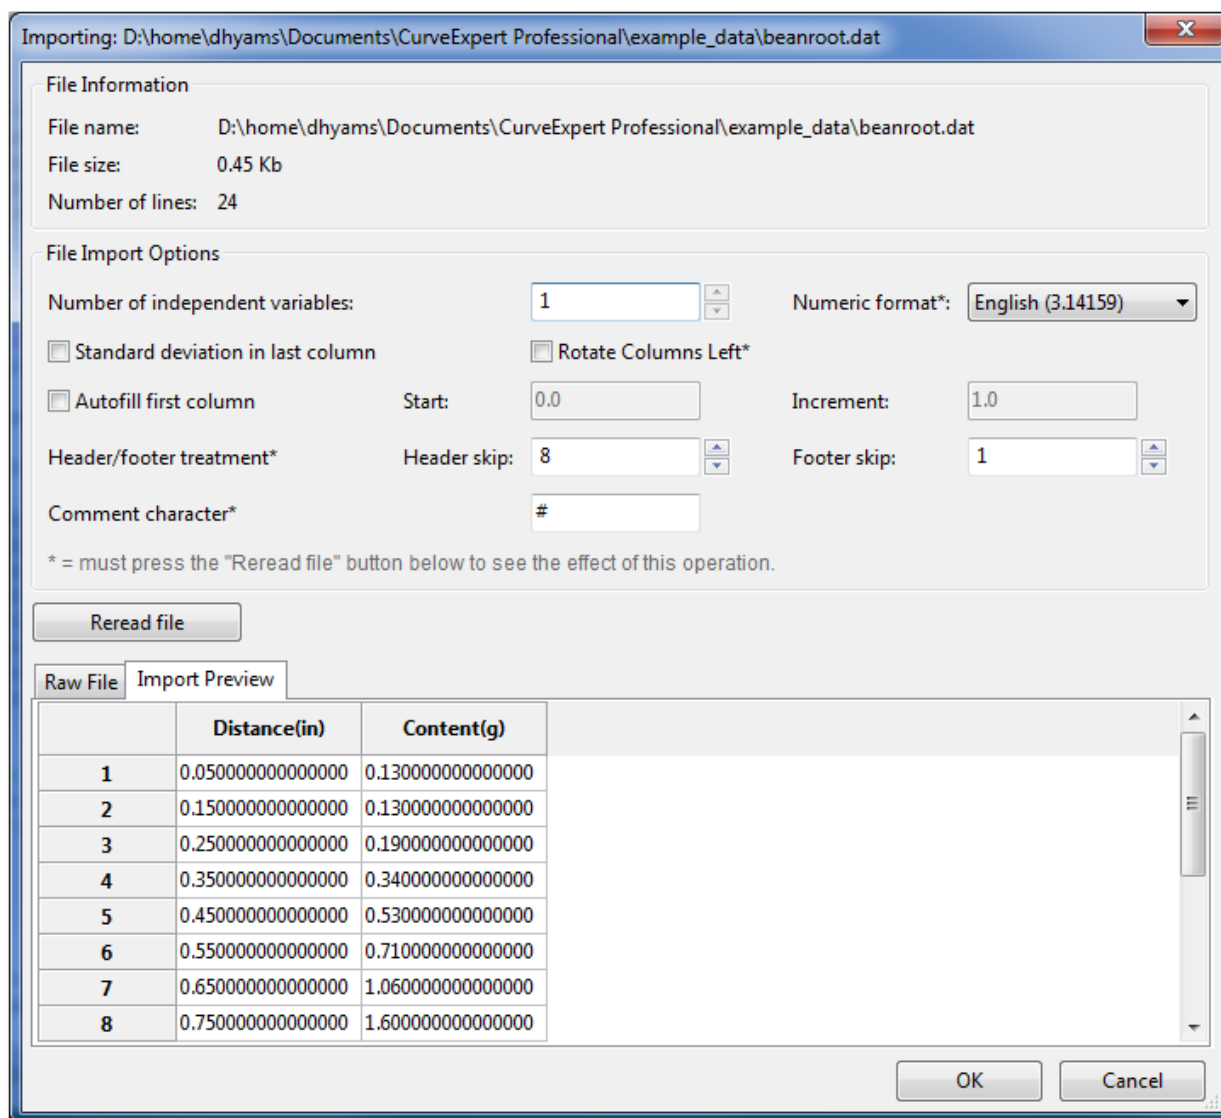 Importing: D:\home\dhyams\Documents\CurveExpert Professional\example_data\beanroot.dat
File Information
File name: D:\home\dhyams\Documents\CurveExpert Professional\example_data\beanroot.dat
File size: 0.45 Kb
Number of lines: 24
File Import Options
Number of independent variables: 1 Numeric format*: English (3.14159)
Standard deviation in last column Rotate Columns Left*
Autofill first column Start: 0.0 Increment: 1.0
Header/footer treatment* Header skip: 8 Footer skip: 1
Comment character* #
* = must press the "Reread file" button below to see the effect of this operation.
Reread file
Raw File Import Preview
Distance(in) Content(g)
1 0.050000000000000 0.130000000000000
2 0.150000000000000 0.130000000000000
3 0.250000000000000 0.190000000000000
4 0.350000000000000 0.340000000000000
5 0.450000000000000 0.530000000000000
6 0.550000000000000 0.710000000000000
7 0.650000000000000 1.060000000000000
8 0.750000000000000 1.600000000000000
OK Cancel